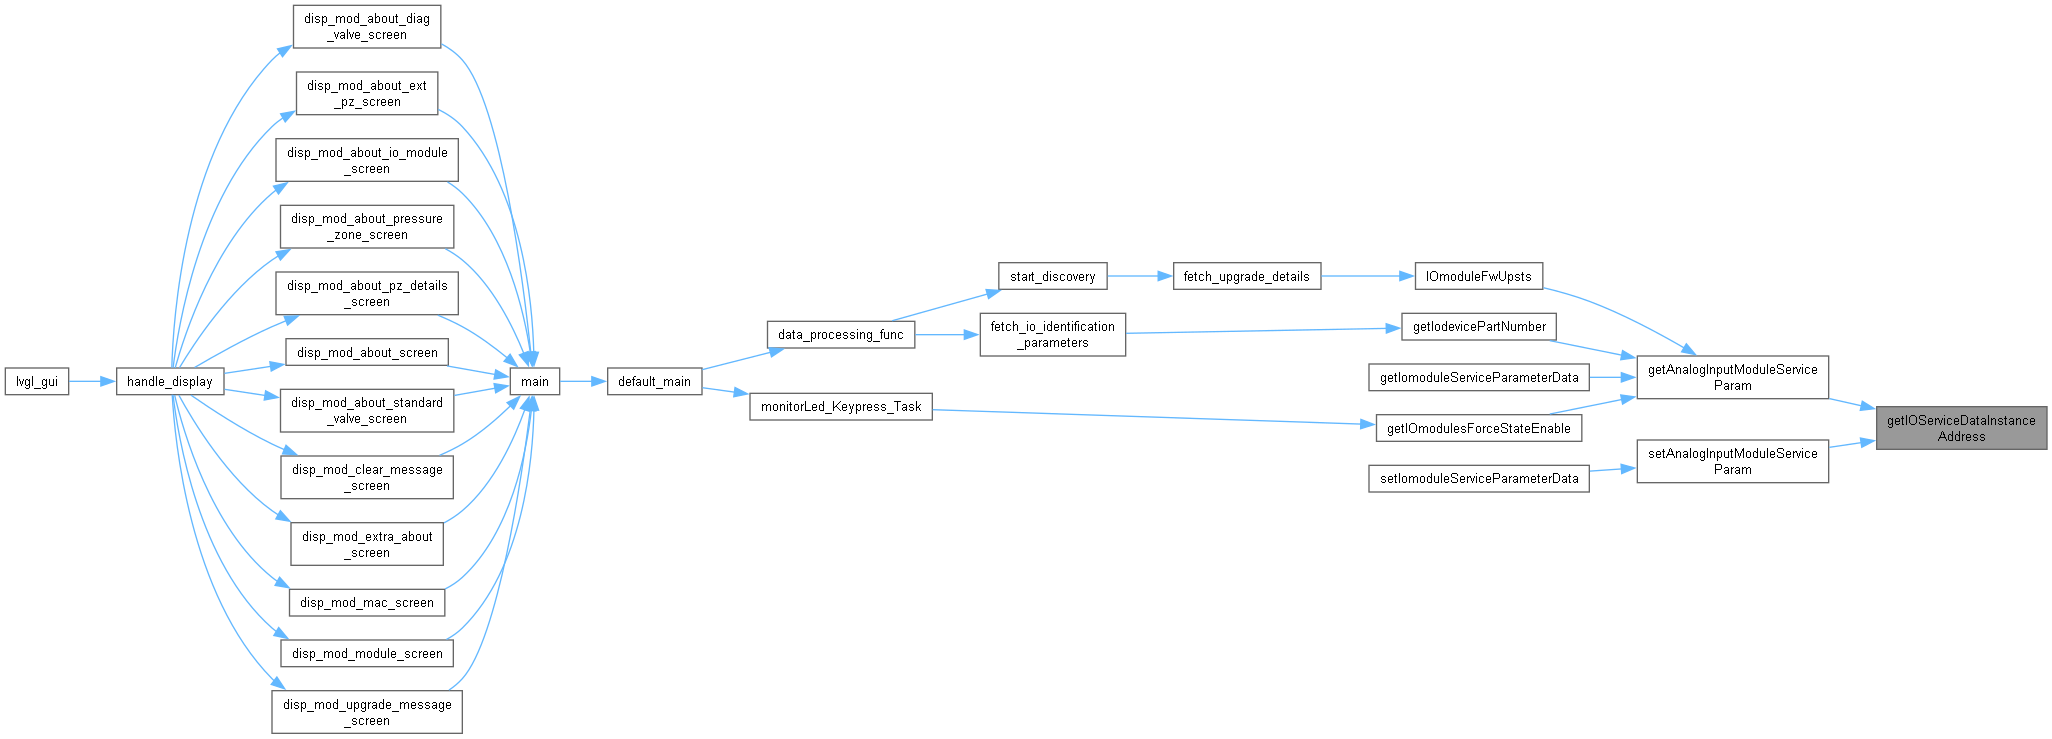 disp_mod_about_diag
_valve_screen
disp_mod_about_ext
_pz_screen
disp_mod_about_io_module
_screen
disp_mod_about_pressure
_zone_screen
disp_mod_about_pz_details
_screen
disp_mod_about_screen
disp_mod_about_standard
_valve_screen
disp_mod_clear_message
_screen
disp_mod_extra_about
_screen
disp_mod_mac_screen
disp_mod_module_screen
disp_mod_upgrade_message
_screen
lvgl_gui
handle_display
main
default_main
data_processing_func
monitorLed_Keypress_Task
start_discovery
fetch_io_identification
_parameters
fetch_upgrade_details
IOmoduleFwUpsts
getIodevicePartNumber
getIomoduleServiceParameterData
getIOmodulesForceStateEnable
setIomoduleServiceParameterData
getAnalogInputModuleService
Param
setAnalogInputModuleService
Param
getIOServiceDataInstance
Address